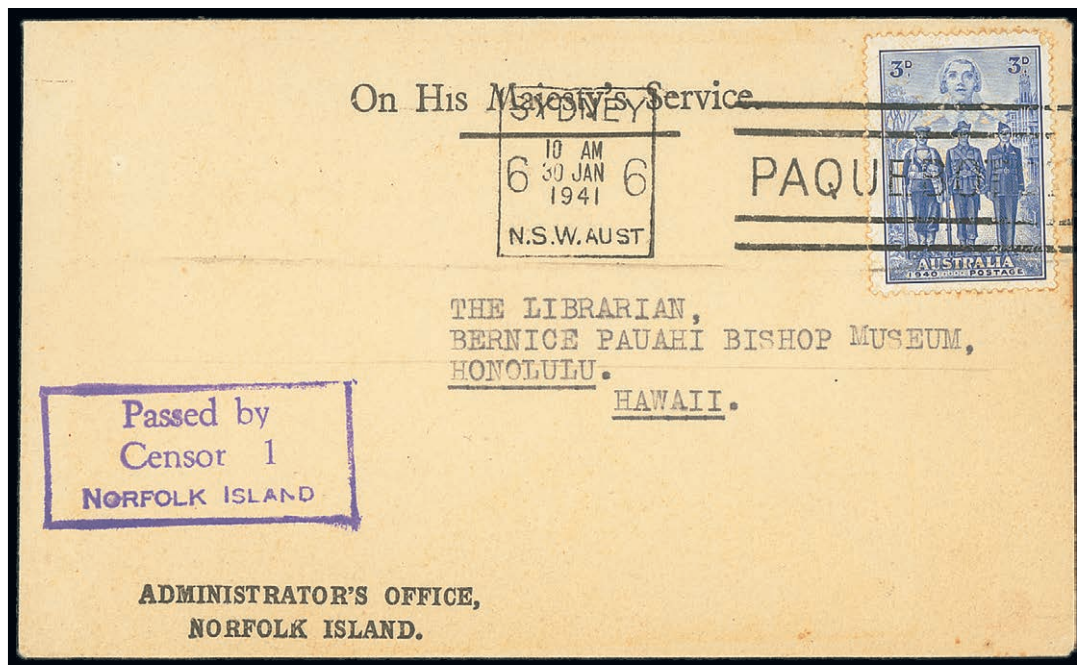 On His Majesty's Service.
3D 3D
SYDNEY
10 AM
6 30 JAN 6
1941
N.S.W. AUST
AUSTRALIA
1940 POSTAGE
THE LIBRARIAN,
BERNICE PAUAHI BISHOP MUSEUM,
HONOLULU.
HAWAII.
Passed by
Censor 1
NORFOLK ISLAND
ADMINISTRATOR'S OFFICE,
NORFOLK ISLAND.